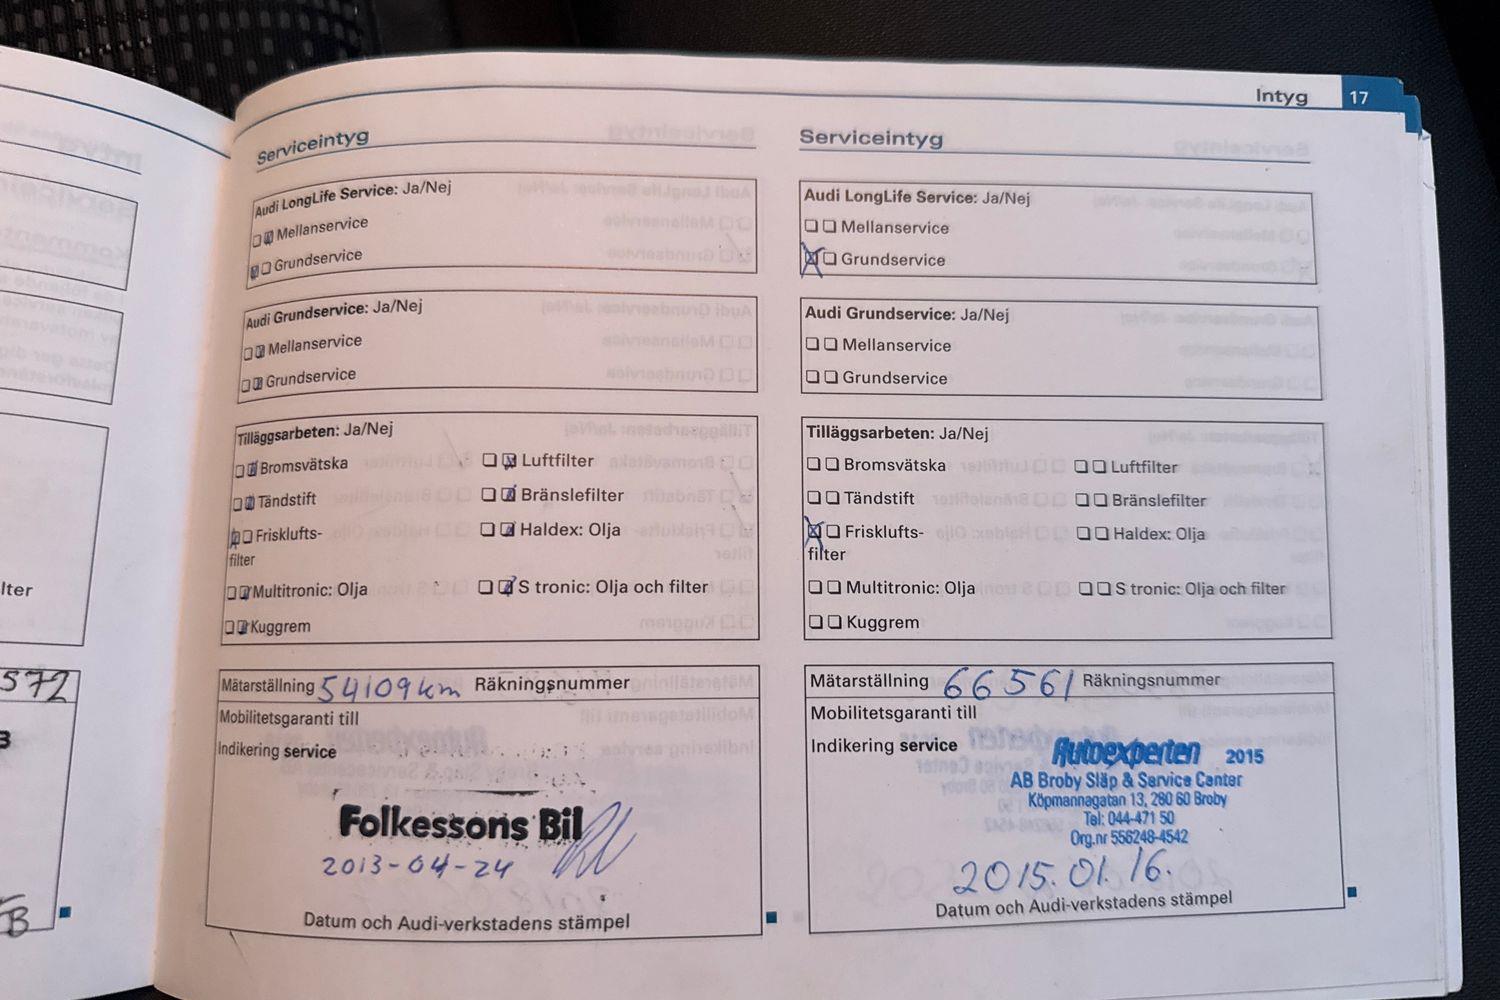 Intyg 17
Serviceintyg
Audi LongLife Service: Ja/Nej
Mellanservice
Grundservice
Audi Grundservice: Ja/Nej
Mellanservice
Grundservice
Tilläggsarbeten: Ja/Nej
Bromsvätska
Luftfilter
Tändstift
Bränslefilter
Frisklufts-
filter
Haldex: Olja
Multitronic: Olja
S tronic: Olja och filter
Kuggrem
Mätarställning 54109 km Räkningsnummer
Mobilitetsgaranti till
Indikering service
Folkessons Bil
2013-04-24
Datum och Audi-verkstadens stämpel
Serviceintyg
Audi LongLife Service: Ja/Nej
Mellanservice
Grundservice
Audi Grundservice: Ja/Nej
Mellanservice
Grundservice
Tilläggsarbeten: Ja/Nej
Bromsvätska
Luftfilter
Tändstift
Bränslefilter
Frisklufts-
filter
Haldex: Olja
Multitronic: Olja
S tronic: Olja och filter
Kuggrem
Mätarställning 66561 Räkningsnummer
Mobilitetsgaranti till
Indikering service
Autoexperten 2015
AB Broby Släp & Service Center
Köpmannagatan 13, 280 60 Broby
Tel: 044-471 50
Org.nr 556248-4542
2015.01.16.
Datum och Audi-verkstadens stämpel